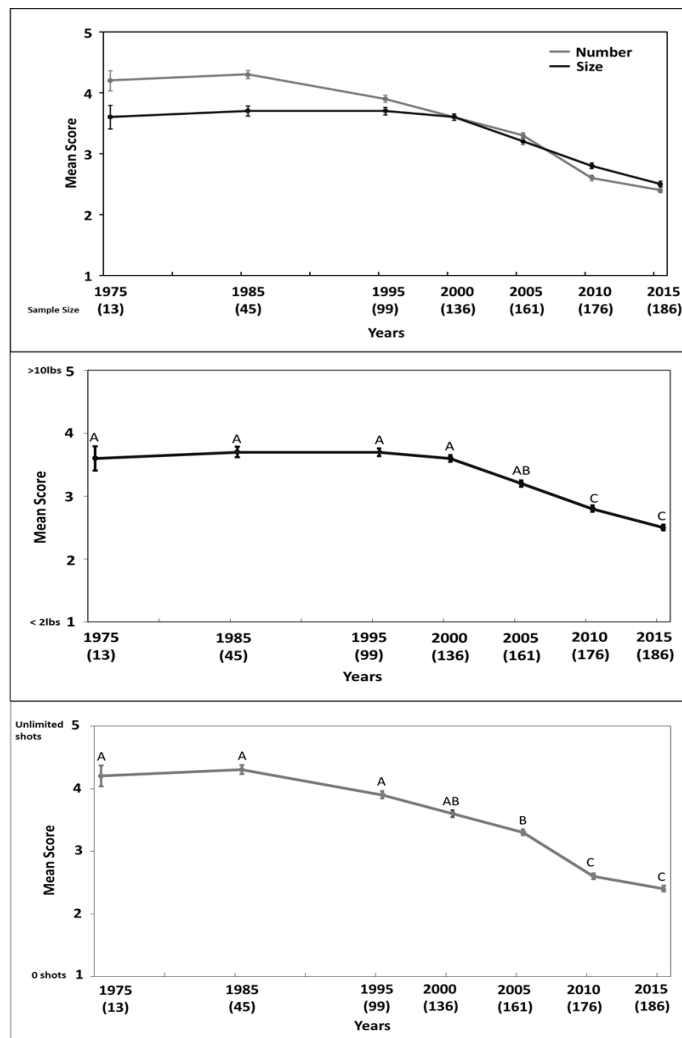 5
Number
Size
4
3
2
1
Mean Score
1975 1985 1995 2000 2005 2010 2015
Sample Size (13) (45) (99) (136) (161) (176) (186)
Years
>10lbs 5
4
3
2
< 2lbs 1
Mean Score
A A A A AB C C
1975 1985 1995 2000 2005 2010 2015
(13) (45) (99) (136) (161) (176) (186)
Years
Unlimited shots 5
4
3
2
0 shots 1
Mean Score
A A A AB B C C
1975 1985 1995 2000 2005 2010 2015
(13) (45) (99) (136) (161) (176) (186)
Years